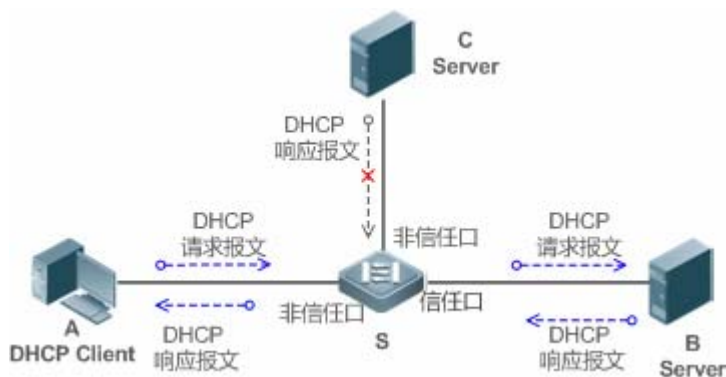 C
Server
DHCP
响应报文
DHCP
请求报文
非信任口
DHCP
请求报文
A
DHCP Client
DHCP
响应报文
非信任口
S
信任口
DHCP
响应报文
B
Server